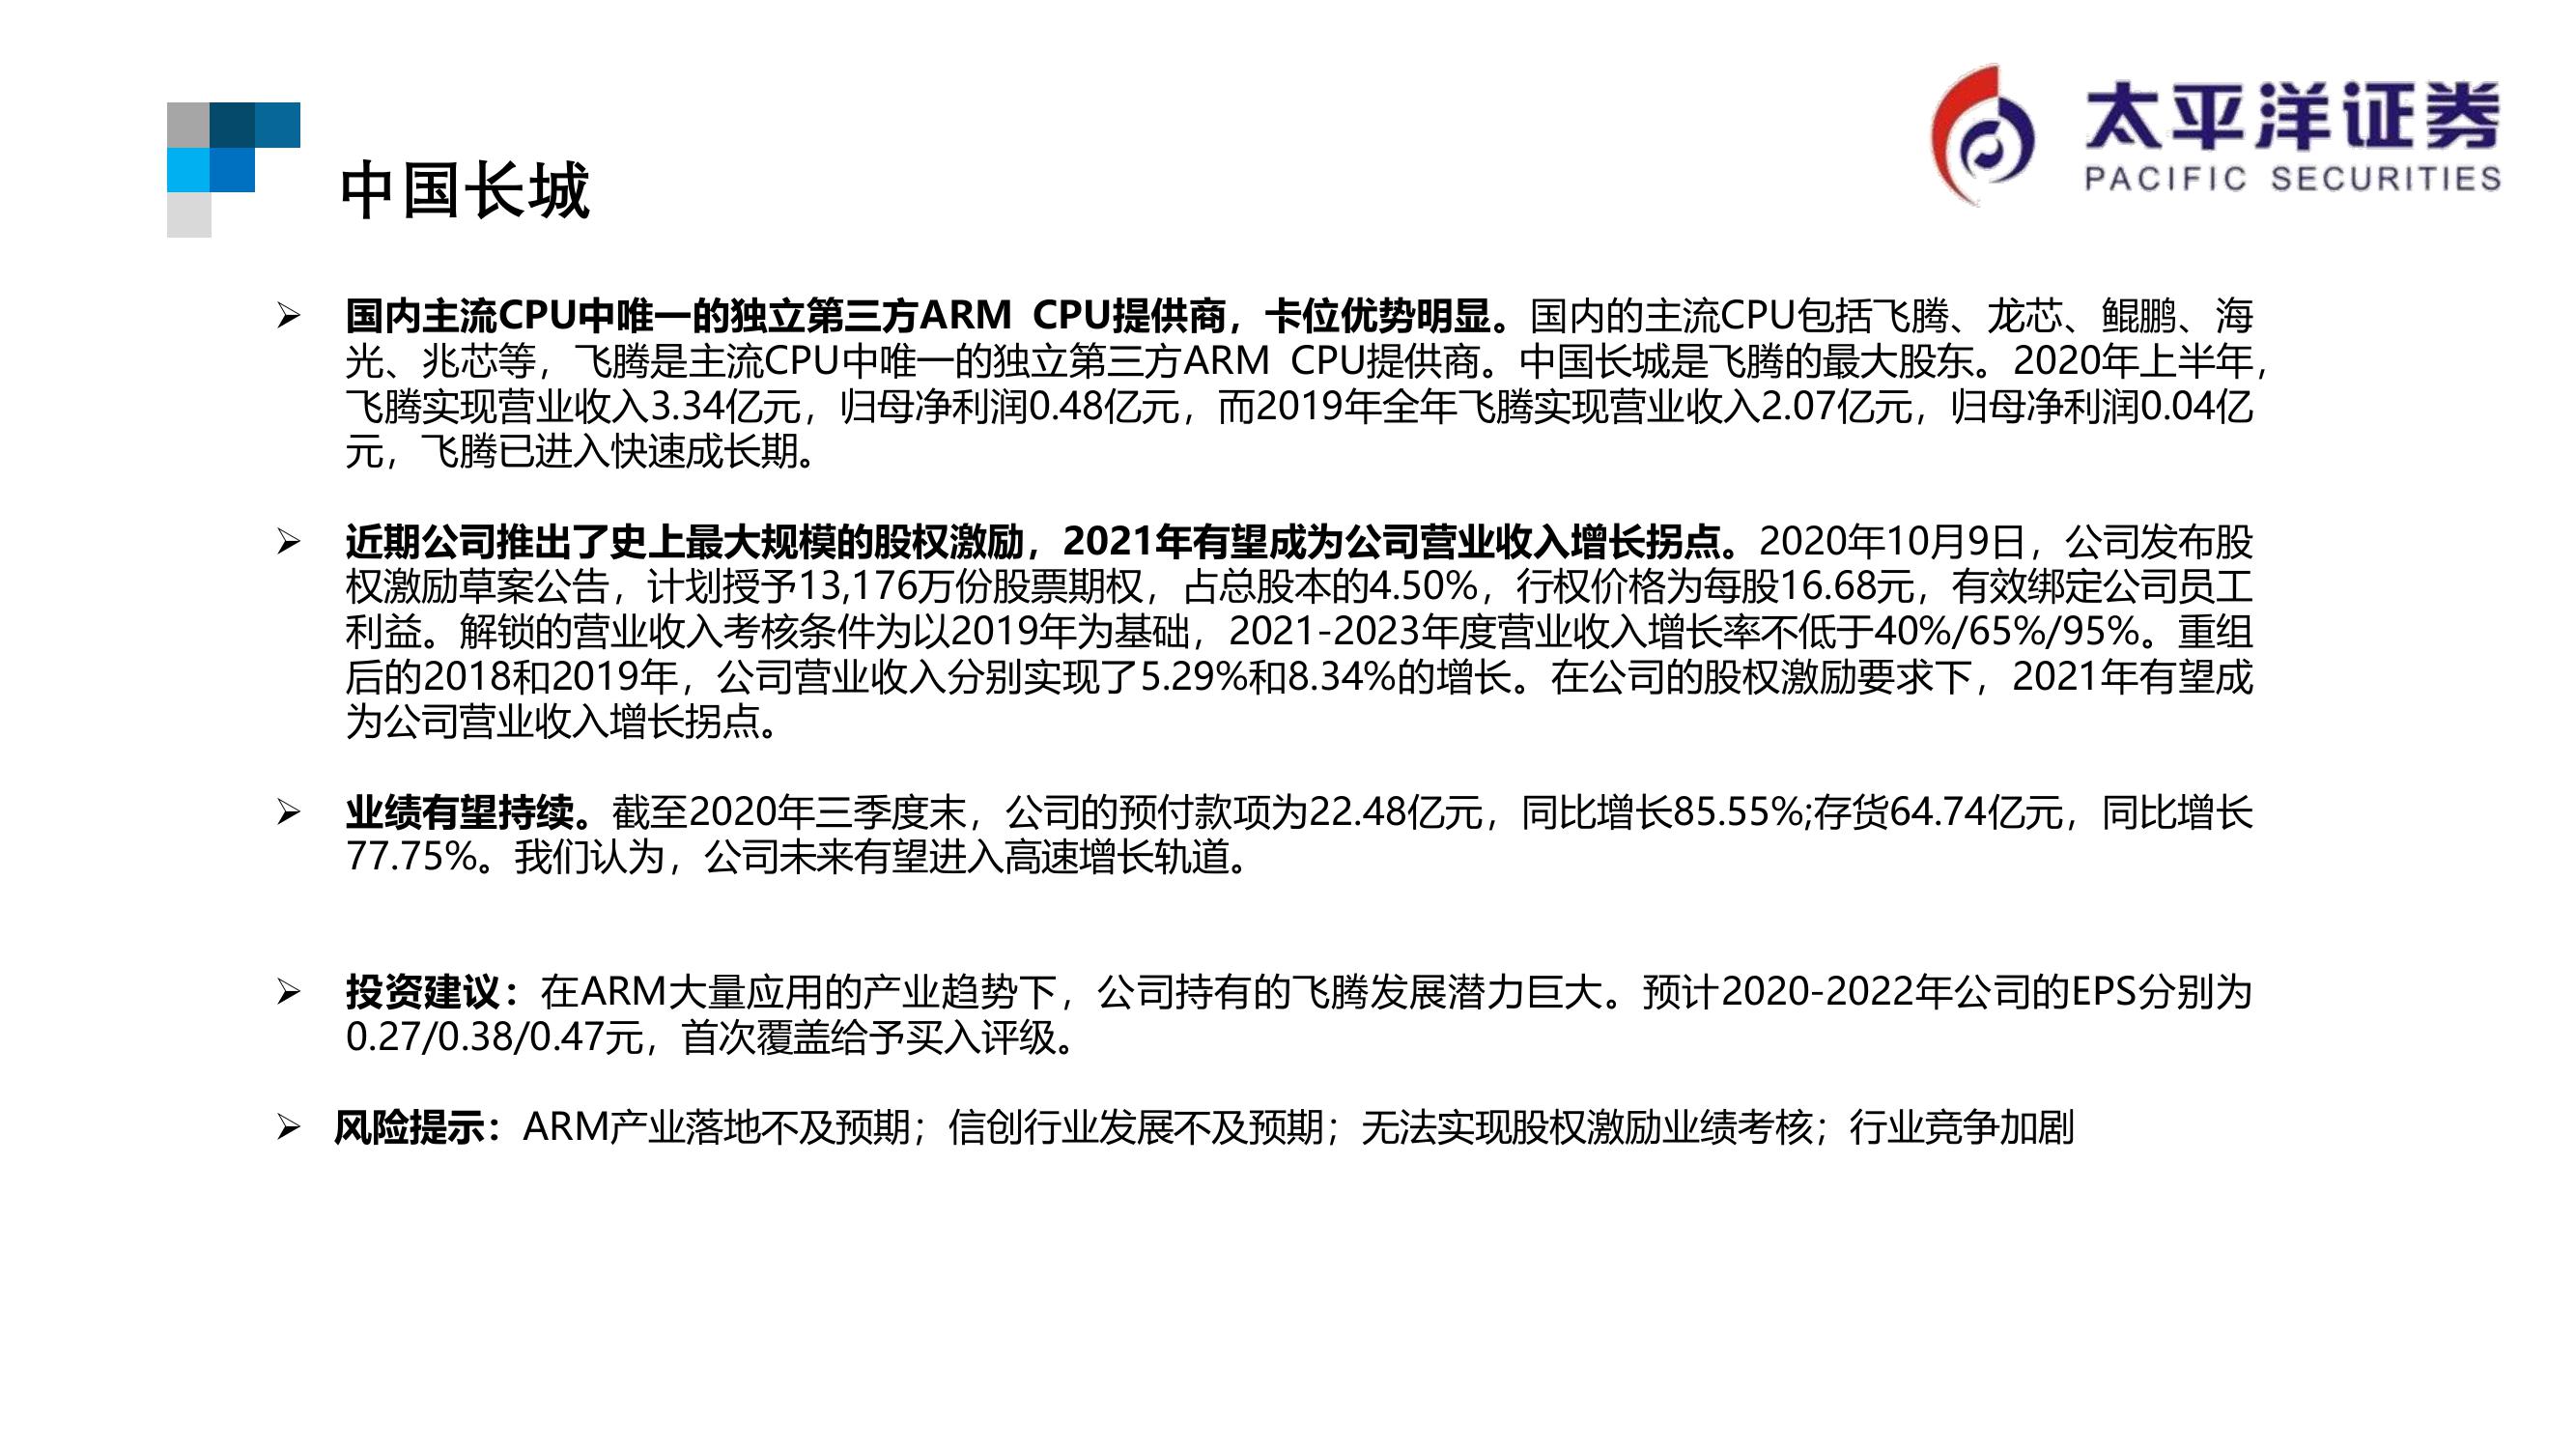 太平洋证券
PACIFIC SECURITIES
中国长城
➢ 国内主流CPU中唯一的独立第三方ARM CPU提供商，卡位优势明显。国内的主流CPU包括飞腾、龙芯、鲲鹏、海
光、兆芯等，飞腾是主流CPU中唯一的独立第三方ARM CPU提供商。中国长城是飞腾的最大股东。2020年上半年，
飞腾实现营业收入3.34亿元，归母净利润0.48亿元，而2019年全年飞腾实现营业收入2.07亿元，归母净利润0.04亿
元，飞腾已进入快速成长期。
➢ 近期公司推出了史上最大规模的股权激励，2021年有望成为公司营业收入增长拐点。2020年10月9日，公司发布股
权激励草案公告，计划授予13,176万份股票期权，占总股本的4.50%，行权价格为每股16.68元，有效绑定公司员工
利益。解锁的营业收入考核条件为以2019年为基础，2021-2023年度营业收入增长率不低于40%/65%/95%。重组
后的2018和2019年，公司营业收入分别实现了5.29%和8.34%的增长。在公司的股权激励要求下，2021年有望成
为公司营业收入增长拐点。
➢ 业绩有望持续。截至2020年三季度末，公司的预付款项为22.48亿元，同比增长85.55%;存货64.74亿元，同比增长
77.75%。我们认为，公司未来有望进入高速增长轨道。
➢ 投资建议：在ARM大量应用的产业趋势下，公司持有的飞腾发展潜力巨大。预计2020-2022年公司的EPS分别为
0.27/0.38/0.47元，首次覆盖给予买入评级。
➢ 风险提示：ARM产业落地不及预期；信创行业发展不及预期；无法实现股权激励业绩考核；行业竞争加剧